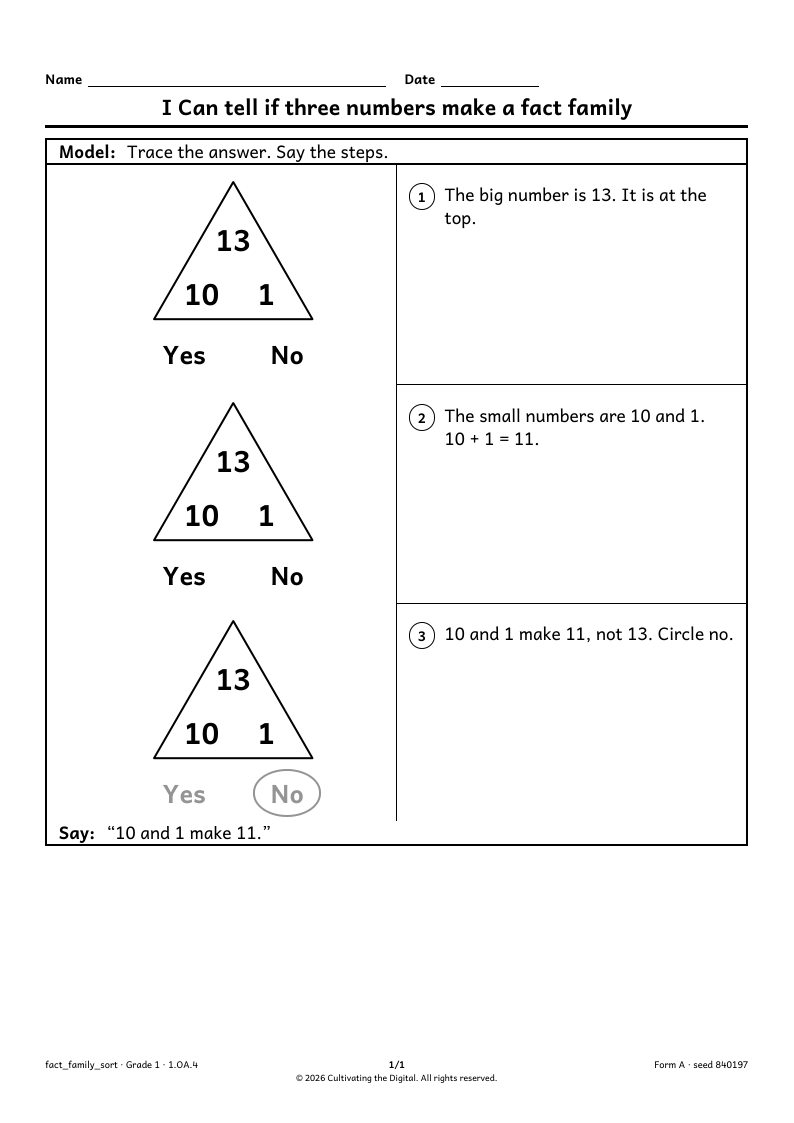 Name Date
I Can tell if three numbers make a fact family
Model: Trace the answer. Say the steps.
13
10 1
Yes No
1 The big number is 13. It is at the
top.
13
10 1
Yes No
2 The small numbers are 10 and 1.
10 + 1 = 11.
13
10 1
Yes No
3 10 and 1 make 11, not 13. Circle no.
Say: “10 and 1 make 11.”
fact_family_sort · Grade 1 · 1.OA.4 1/1 Form A · seed 840197
© 2026 Cultivating the Digital. All rights reserved.